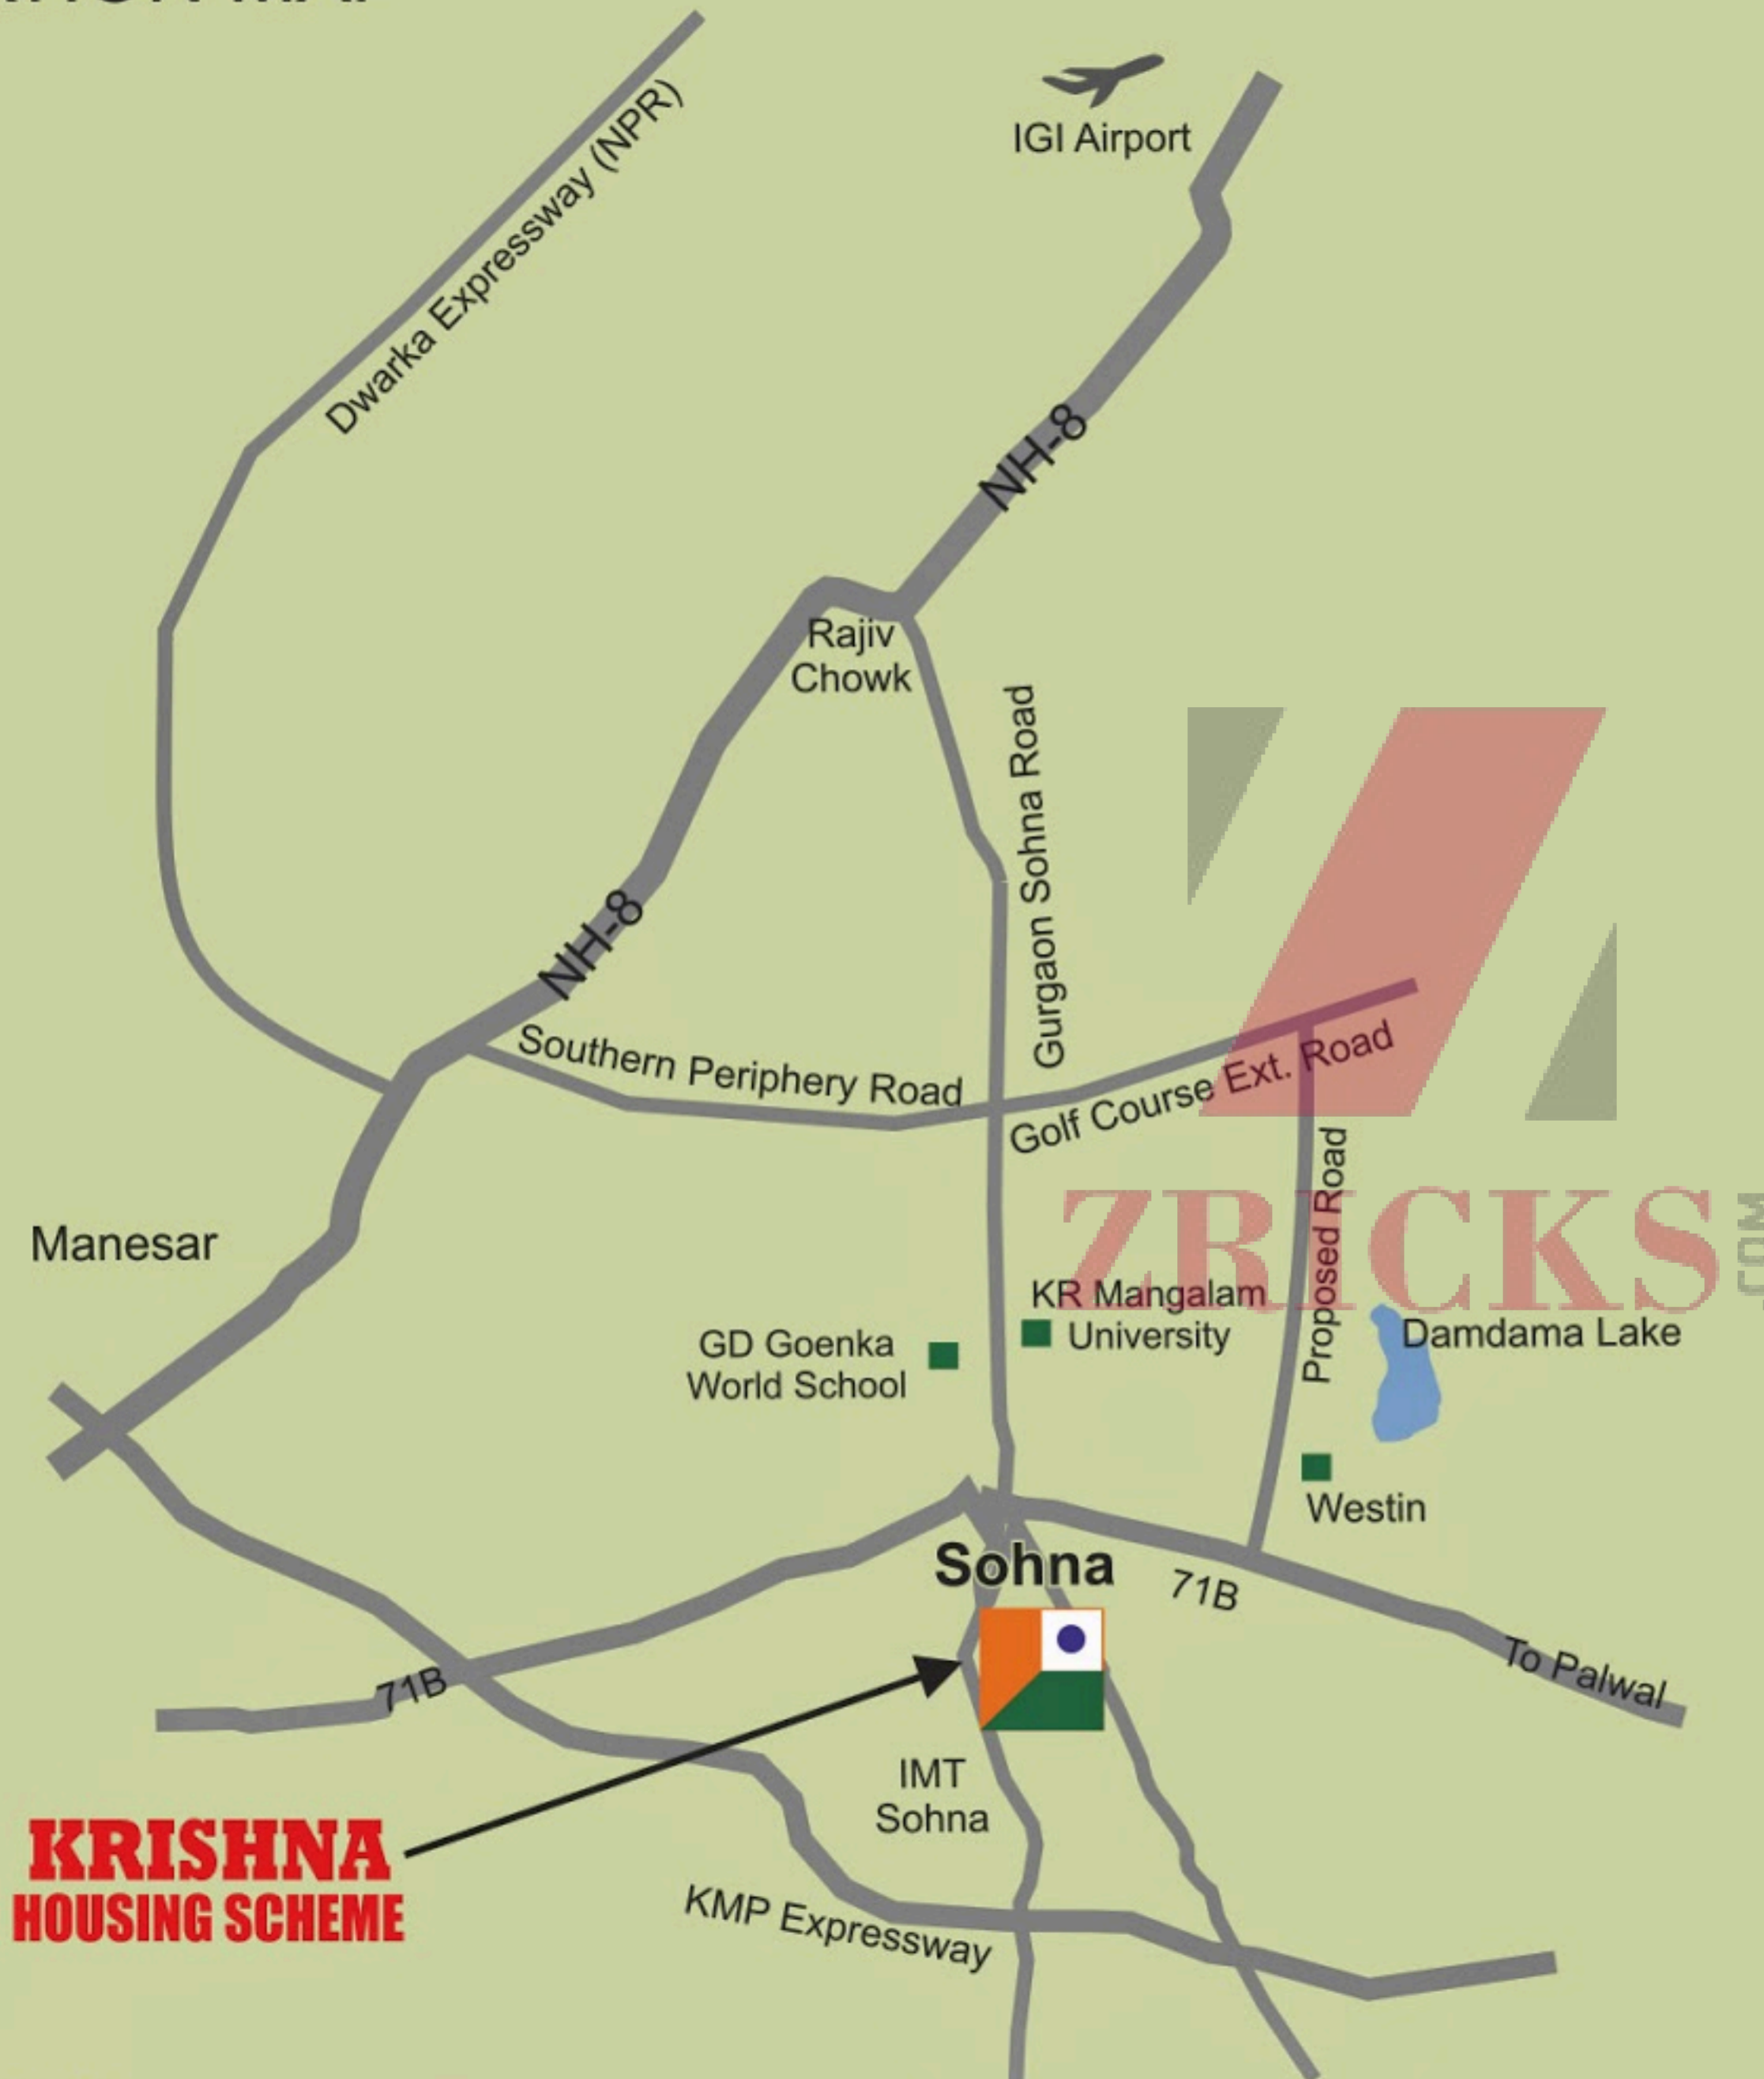 IGI Airport
Dwarka Expressway (NPR)
NH-8
Rajiv
Chowk
Gurgaon Sohna Road
NH-8
Southern Periphery Road
Golf Course Ext. Road
Proposed Road
Manesar
ZRICKS
.COM
KR Mangalam
University
GD Goenka
World School
Damdama Lake
Westin
Sohna
71B
To Palwal
71B
IMT
Sohna
KRISHNA
HOUSING SCHEME
KMP Expressway